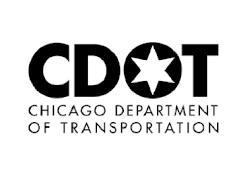 CDOT
CHICAGO DEPARTMENT
OF TRANSPORTATION